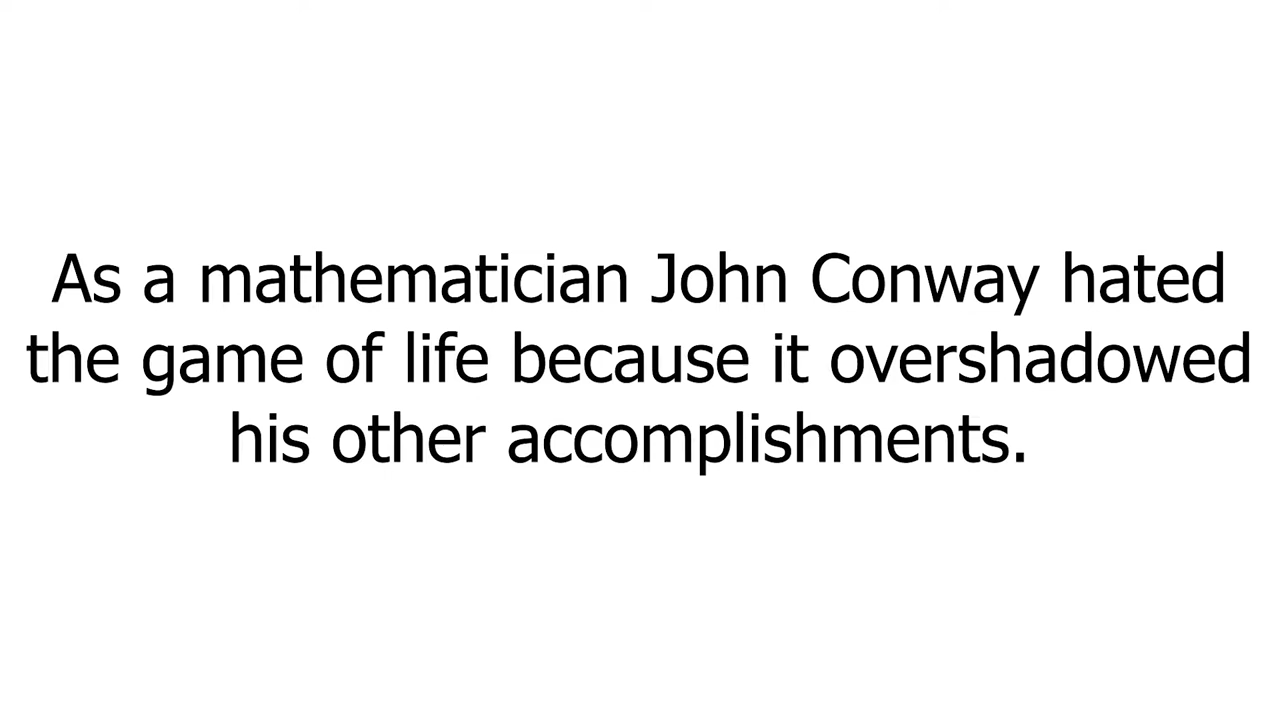 As a mathematician John Conway hated
the game of life because it overshadowed
his other accomplishments.